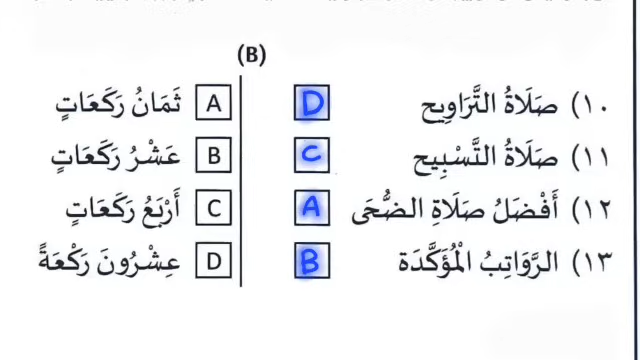 (B)
١٠) صَلَاةُ التَّرَاوِيح D A ثَمَانُ رَكَعَاتٍ
١١) صَلَاةُ التَّسْبِيح C B عَشْرُ رَكَعَاتٍ
١٢) أَفْضَلُ صَلَاةِ الضُّحَى A C أَرْبَعُ رَكَعَاتٍ
١٣) الرَّوَاتِبُ الْمُؤَكَّدَة B D عِشْرُونَ رَكْعَةً